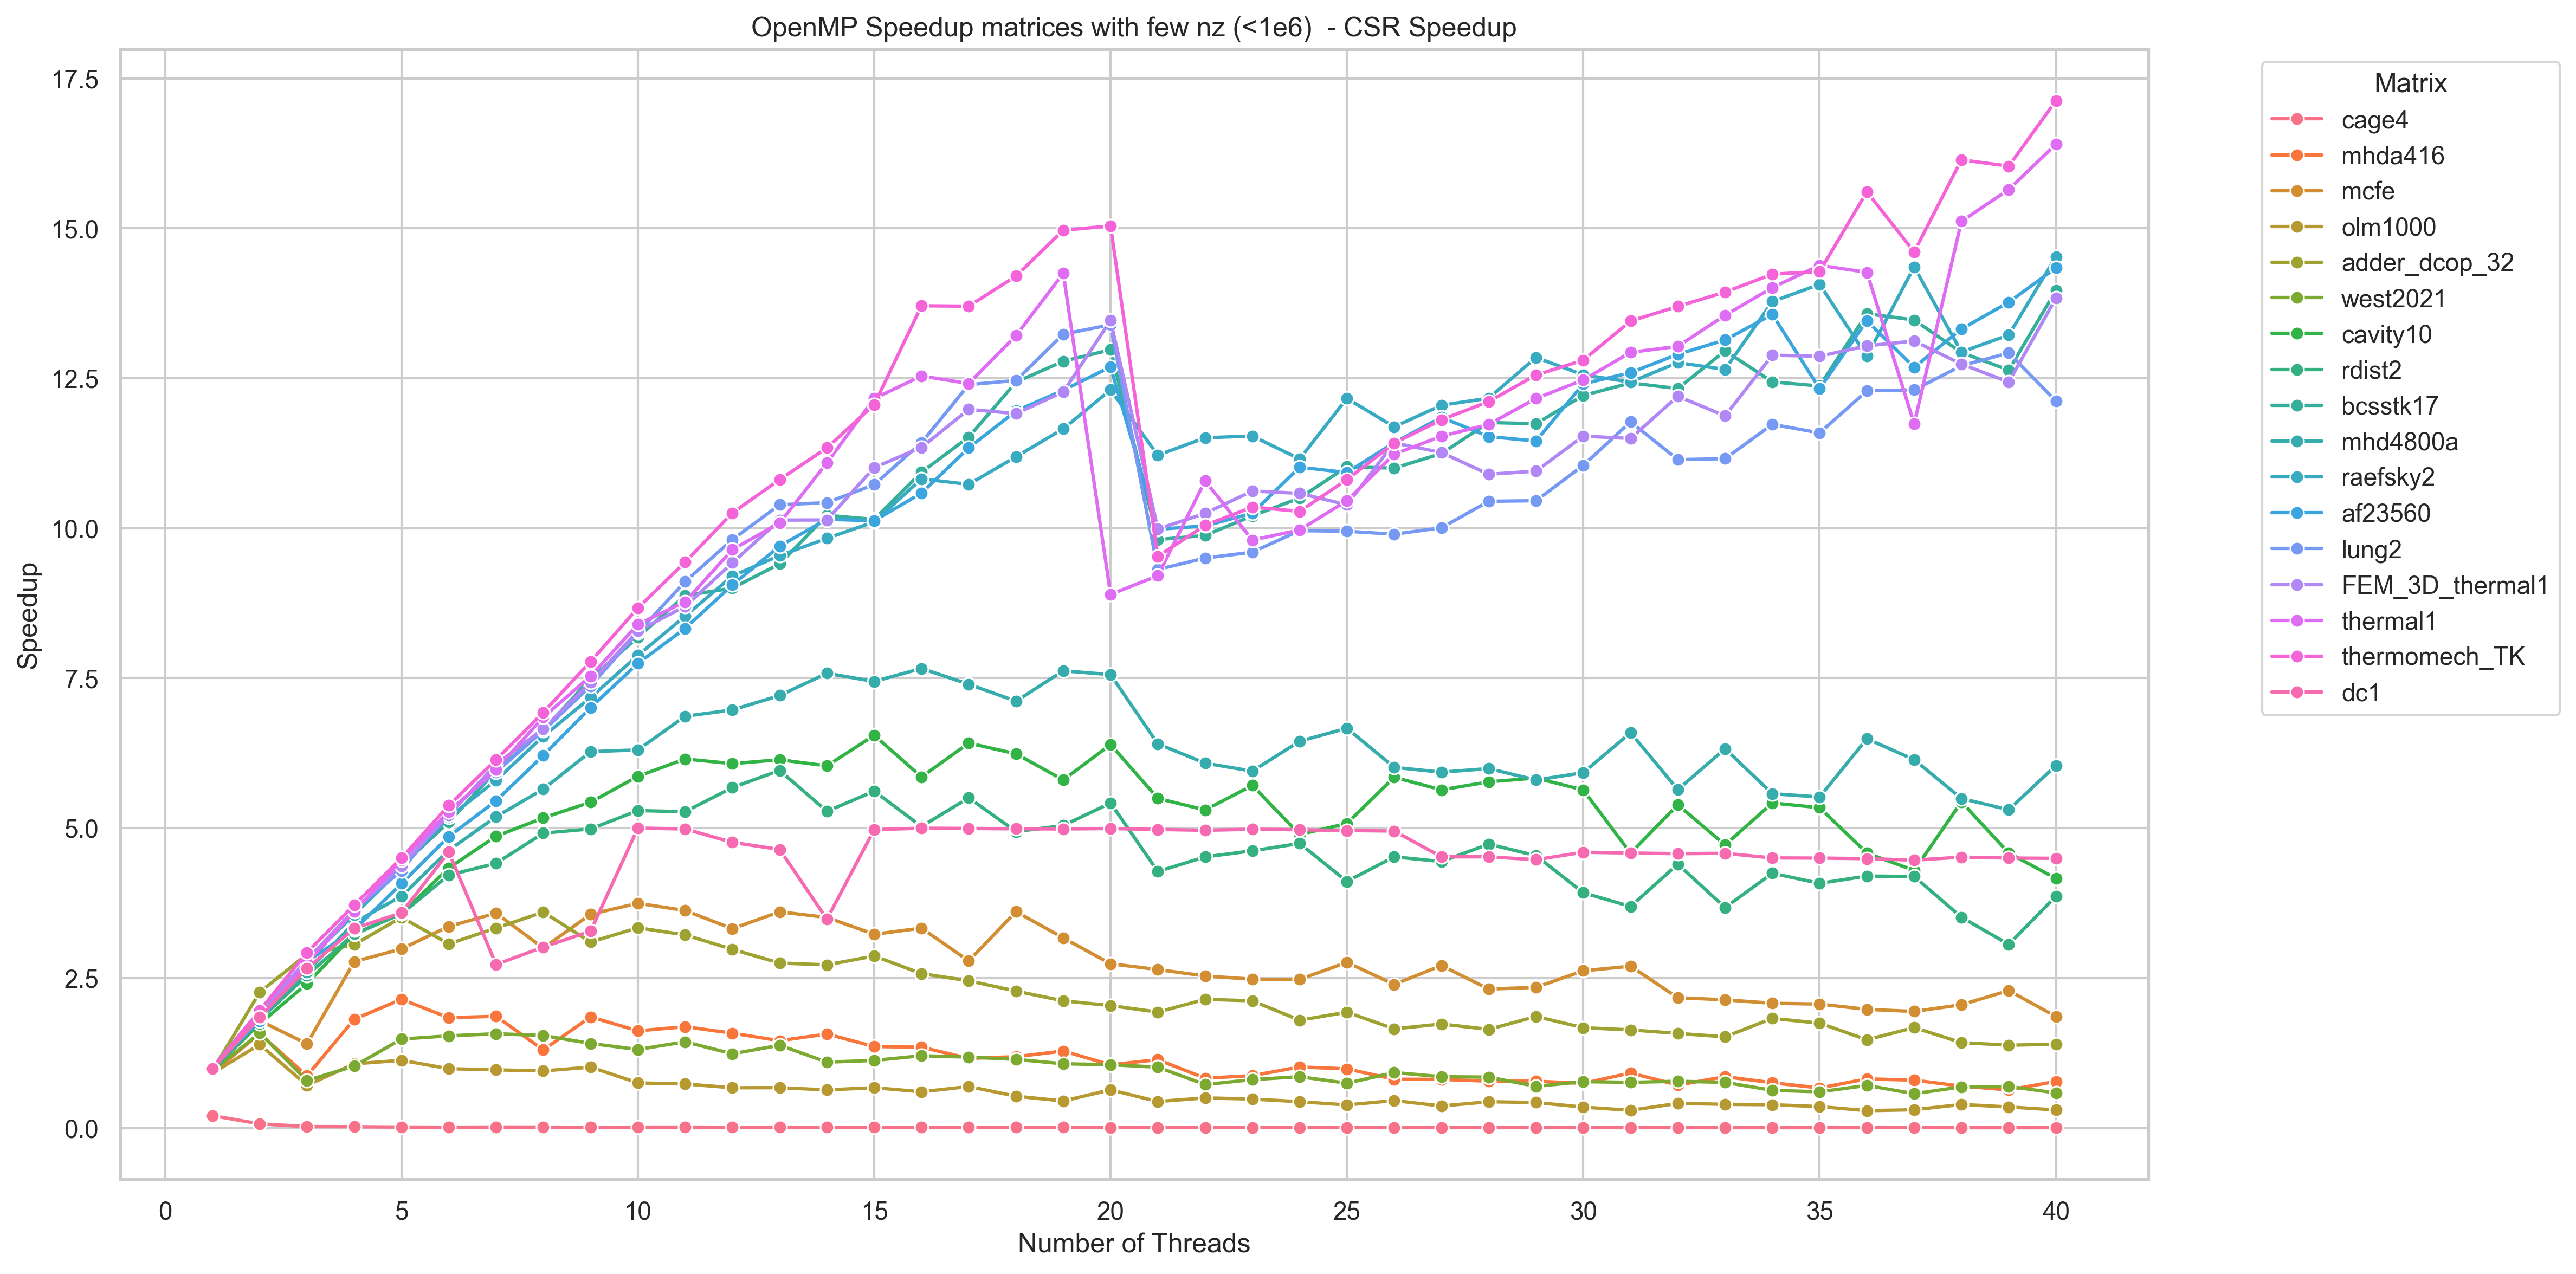 OpenMP Speedup matrices with few nz (<1e6)  - CSR Speedup
Speedup
17.5
15.0
12.5
10.0
7.5
5.0
2.5
0.0
0 5 10 15 20 25 30 35 40
Number of Threads
Matrix
cage4
mhda416
mcfe
olm1000
adder_dcop_32
west2021
cavity10
rdist2
bcsstk17
mhd4800a
raefsky2
af23560
lung2
FEM_3D_thermal1
thermal1
thermomech_TK
dc1